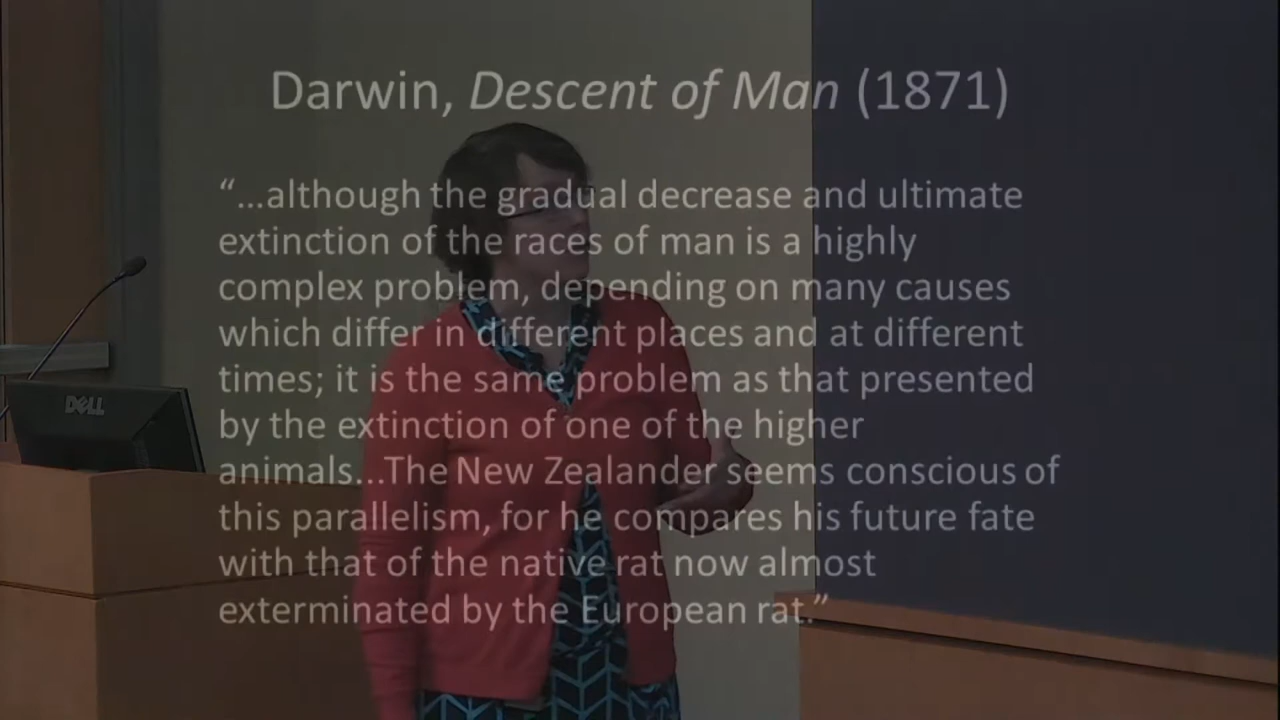 Darwin, Descent of Man (1871)
“...although the gradual decrease and ultimate
extinction of the races of man is a highly
complex problem, depending on many causes
which differ in different places and at different
times; it is the same problem as that presented
by the extinction of one of the higher
animals...The New Zealander seems conscious of
this parallelism, for he compares his future fate
with that of the native rat now almost
exterminated by the European rat.”
DELL